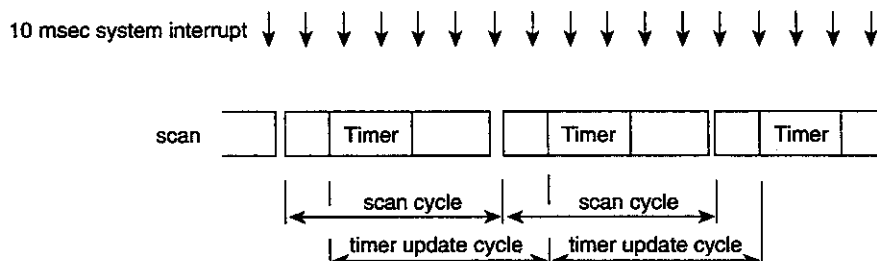 10 msec system interrupt
scan Timer Timer Timer
scan cycle scan cycle
timer update cycle timer update cycle